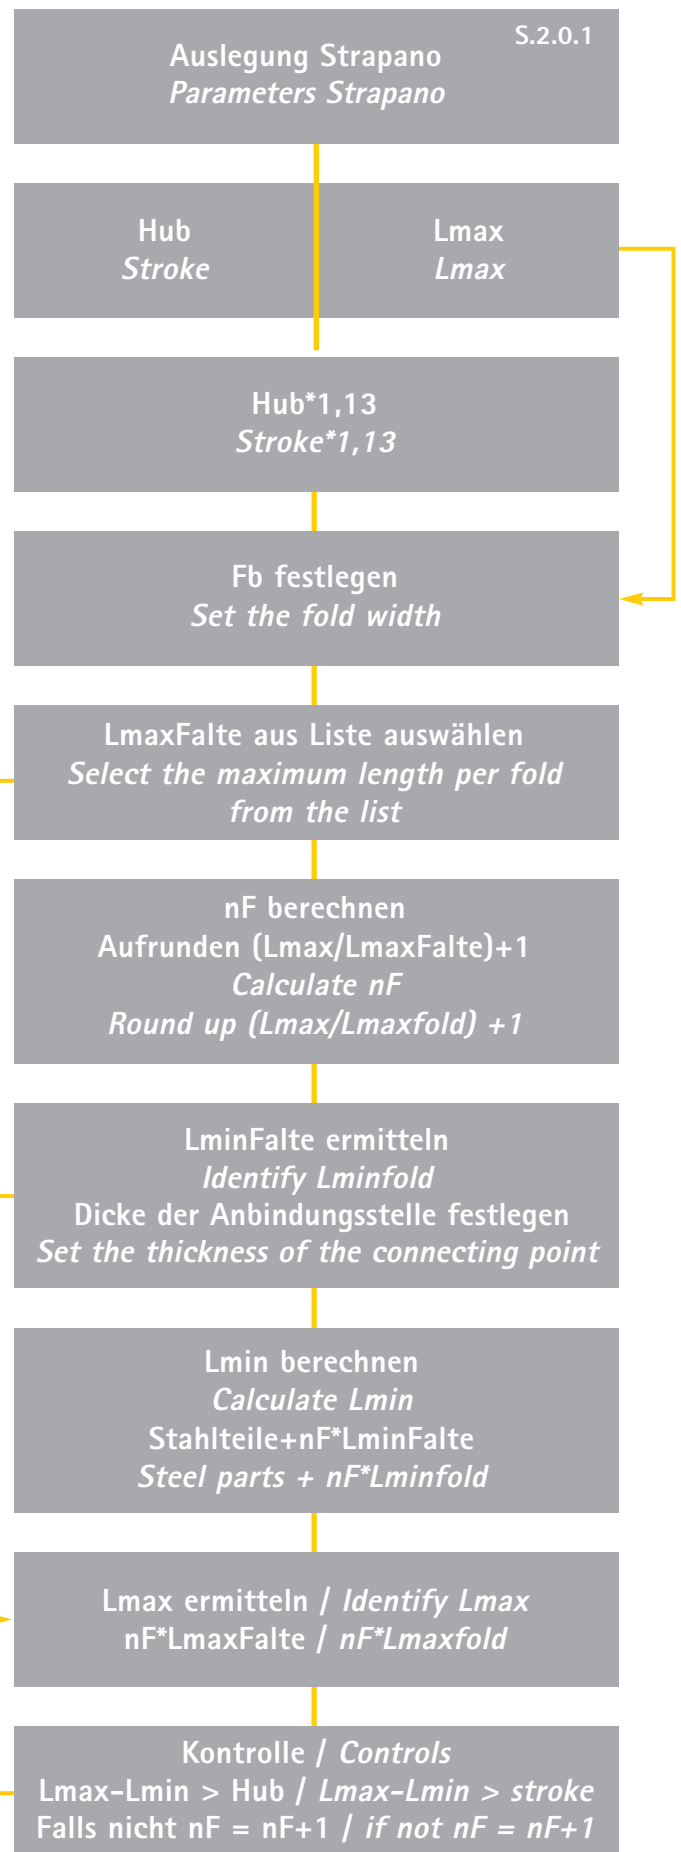 S.2.0.1
Auslegung Strapano
Parameters Strapano
Hub
Stroke
Lmax
Lmax
Hub*1,13
Stroke*1,13
Fb festlegen
Set the fold width
LmaxFalte aus Liste auswählen
Select the maximum length per fold
from the list
nF berechnen
Aufrunden (Lmax/LmaxFalte)+1
Calculate nF
Round up (Lmax/Lmaxfold) +1
LminFalte ermitteln
Identify Lminfold
Dicke der Anbindungsstelle festlegen
Set the thickness of the connecting point
Lmin berechnen
Calculate Lmin
Stahlteile+nF*LminFalte
Steel parts + nF*Lminfold
Lmax ermitteln / Identify Lmax
nF*LmaxFalte / nF*Lmaxfold
Kontrolle / Controls
Lmax-Lmin > Hub / Lmax-Lmin > stroke
Falls nicht nF = nF+1 / if not nF = nF+1